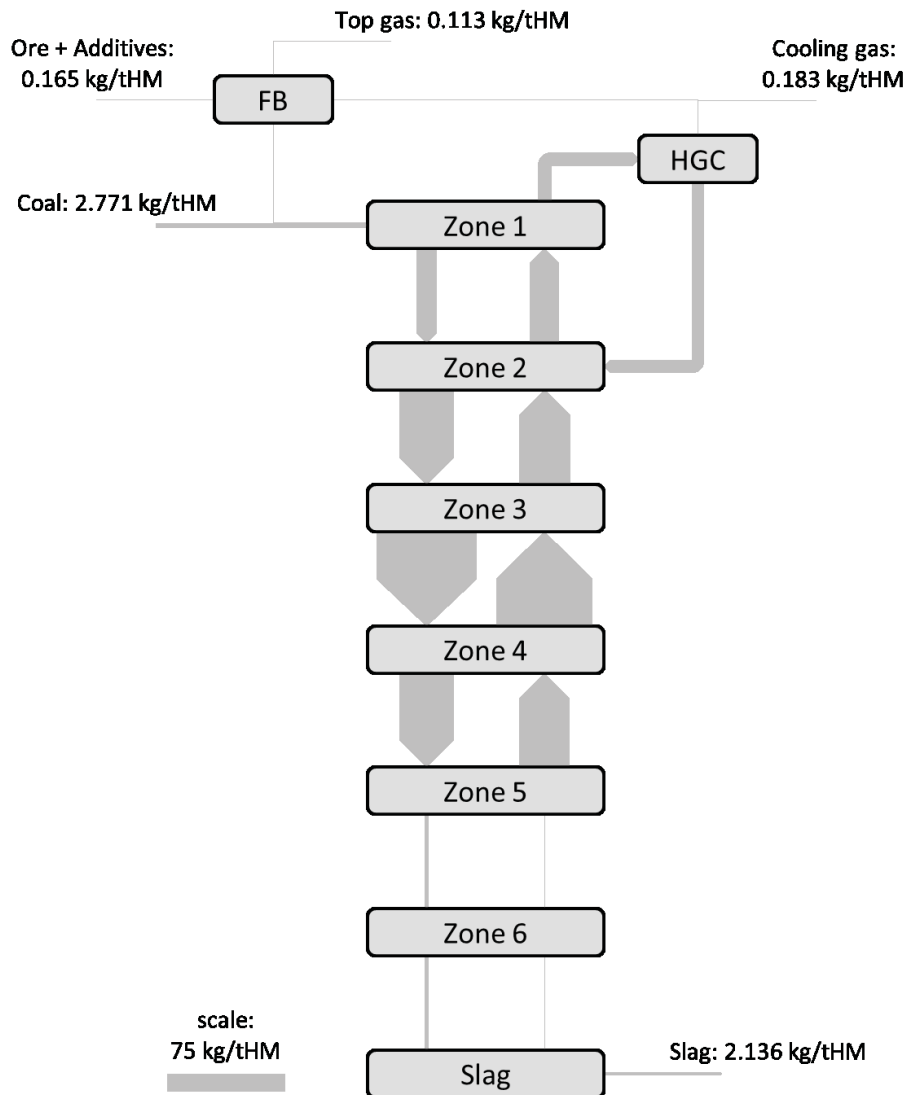 Top gas: 0.113 kg/tHM
Ore + Additives:
0.165 kg/tHM
Cooling gas:
0.183 kg/tHM
FB
HGC
Coal: 2.771 kg/tHM
Zone 1
Zone 2
Zone 3
Zone 4
Zone 5
Zone 6
scale:
75 kg/tHM
Slag
Slag: 2.136 kg/tHM